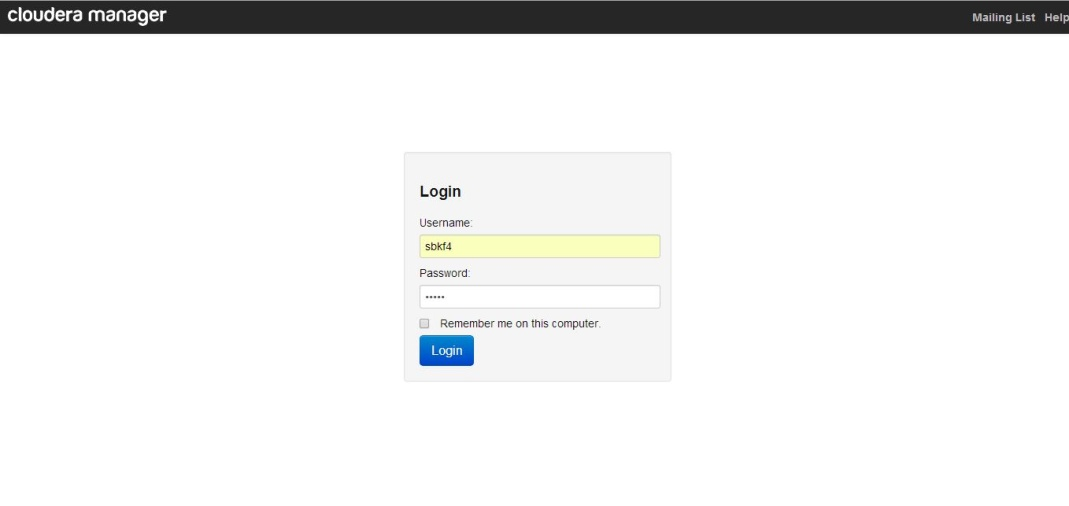 cloudera manager
Mailing List Help
Login
Username:
sbkf4
Password:
•••••
Remember me on this computer.
Login